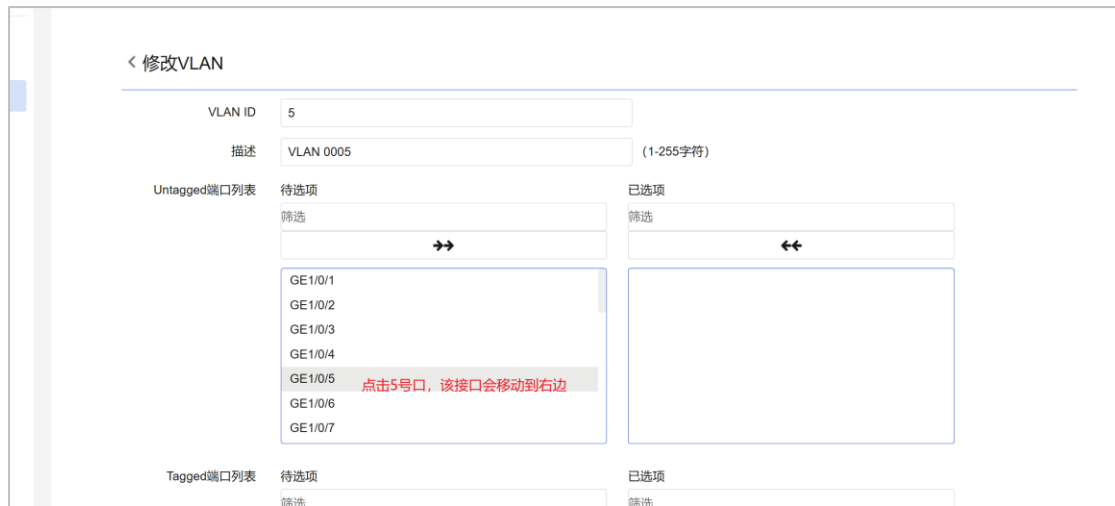 修改VLAN
VLAN ID 5
描述 VLAN 0005 (1-255字符)
Untagged端口列表 待选项 已选项
筛选 筛选
GE1/0/1
GE1/0/2
GE1/0/3
GE1/0/4
GE1/0/5 点击5号口，该接口会移动到右边
GE1/0/6
GE1/0/7
Tagged端口列表 待选项 已选项
筛选 筛选